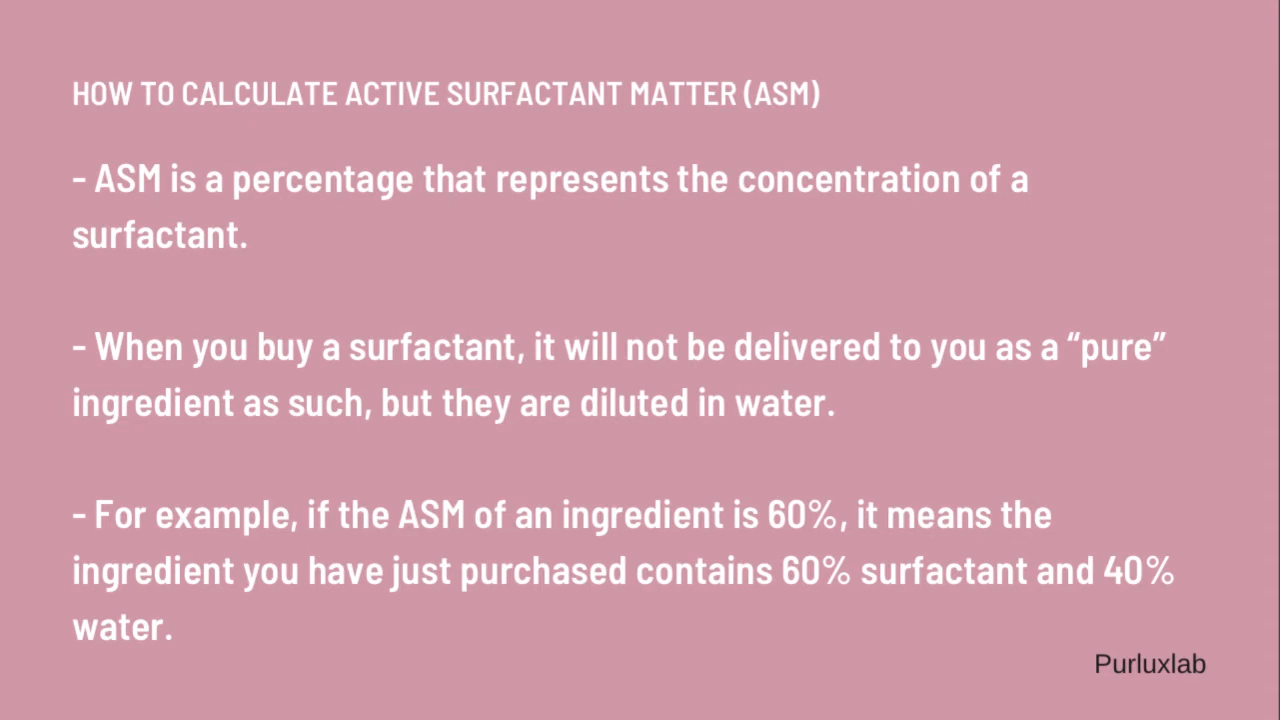 HOW TO CALCULATE ACTIVE SURFACTANT MATTER (ASM)
- ASM is a percentage that represents the concentration of a
surfactant.
- When you buy a surfactant, it will not be delivered to you as a “pure”
ingredient as such, but they are diluted in water.
- For example, if the ASM of an ingredient is 60%, it means the
ingredient you have just purchased contains 60% surfactant and 40%
water.
Purluxlab